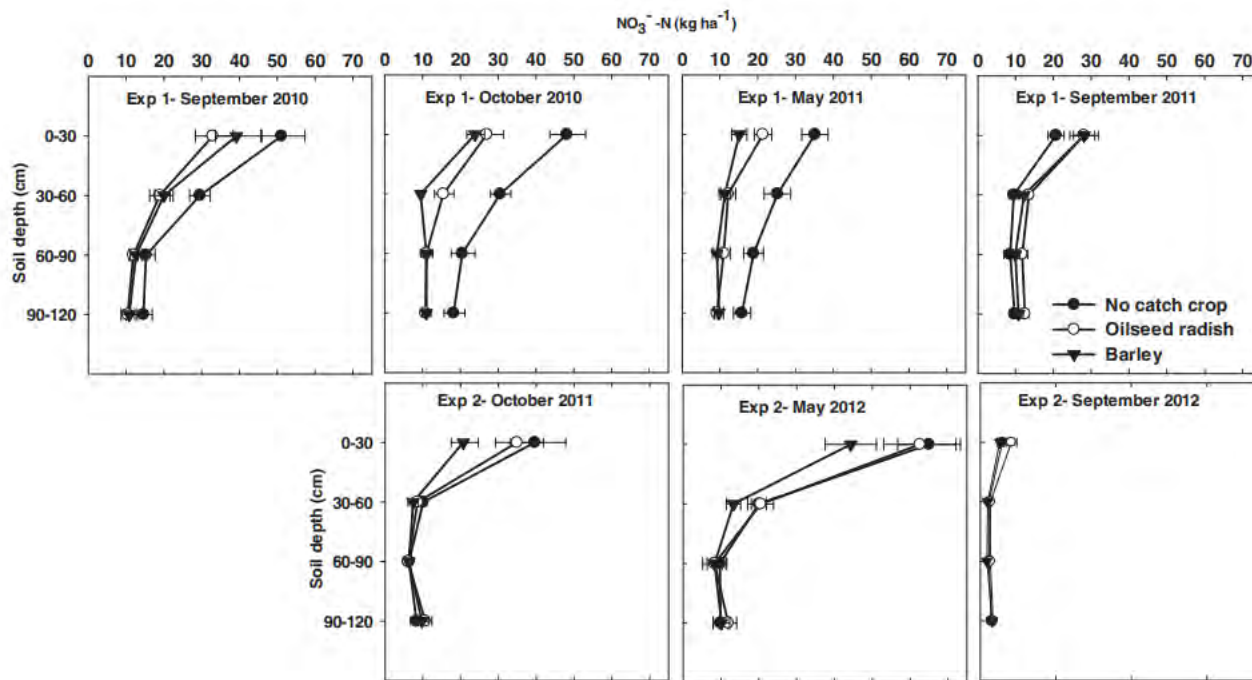 NO3⁻ -N (kg ha⁻¹)
0 10 20 30 40 50 60 70 0 10 20 30 40 50 60 70 0 10 20 30 40 50 60 70 0 10 20 30 40 50 60 70
Exp 1- September 2010 Exp 1- October 2010 Exp 1- May 2011 Exp 1- September 2011
Soil depth (cm)
0-30
30-60
60-90
90-120
No catch crop
Oilseed radish
Barley
Exp 2- October 2011 Exp 2- May 2012 Exp 2- September 2012
Soil depth (cm)
0-30
30-60
60-90
90-120